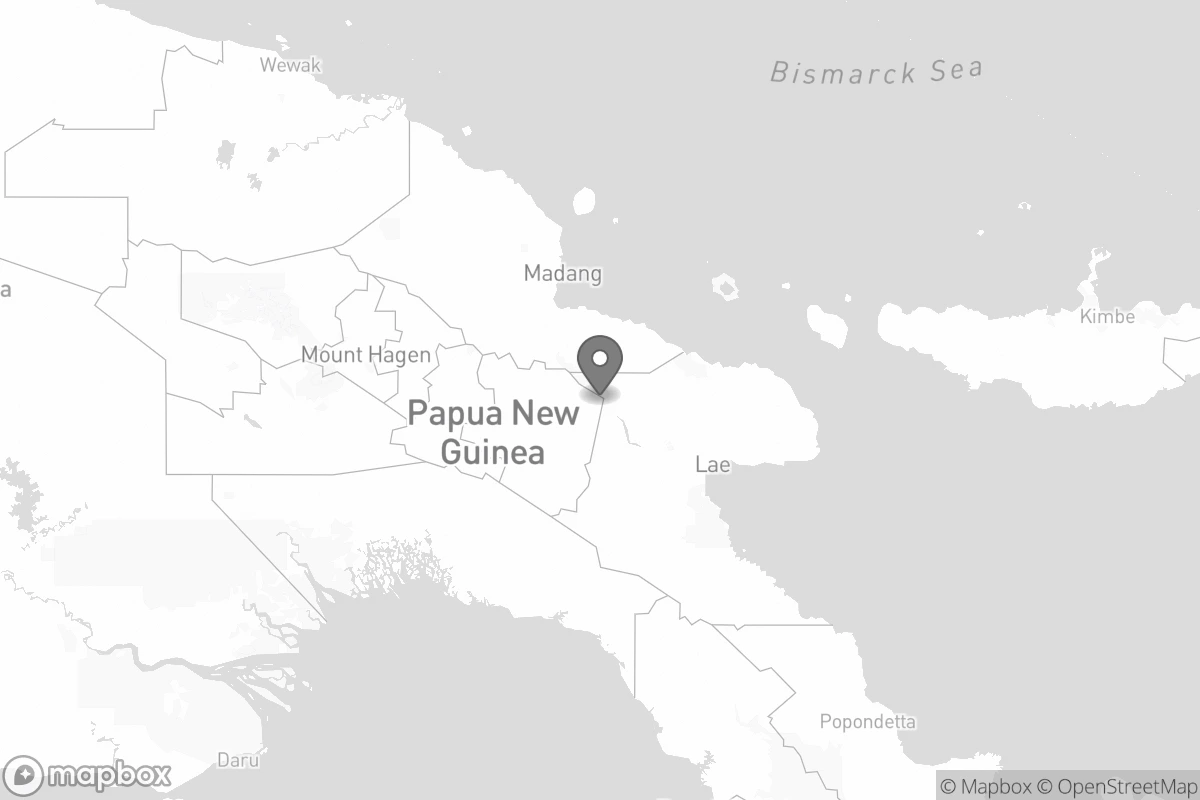 Wewak
Bismarck Sea
Madang
a
Kimbe
Mount Hagen
Papua New
Guinea
Lae
Popondetta
Daru
mapbox
© Mapbox © OpenStreetMap